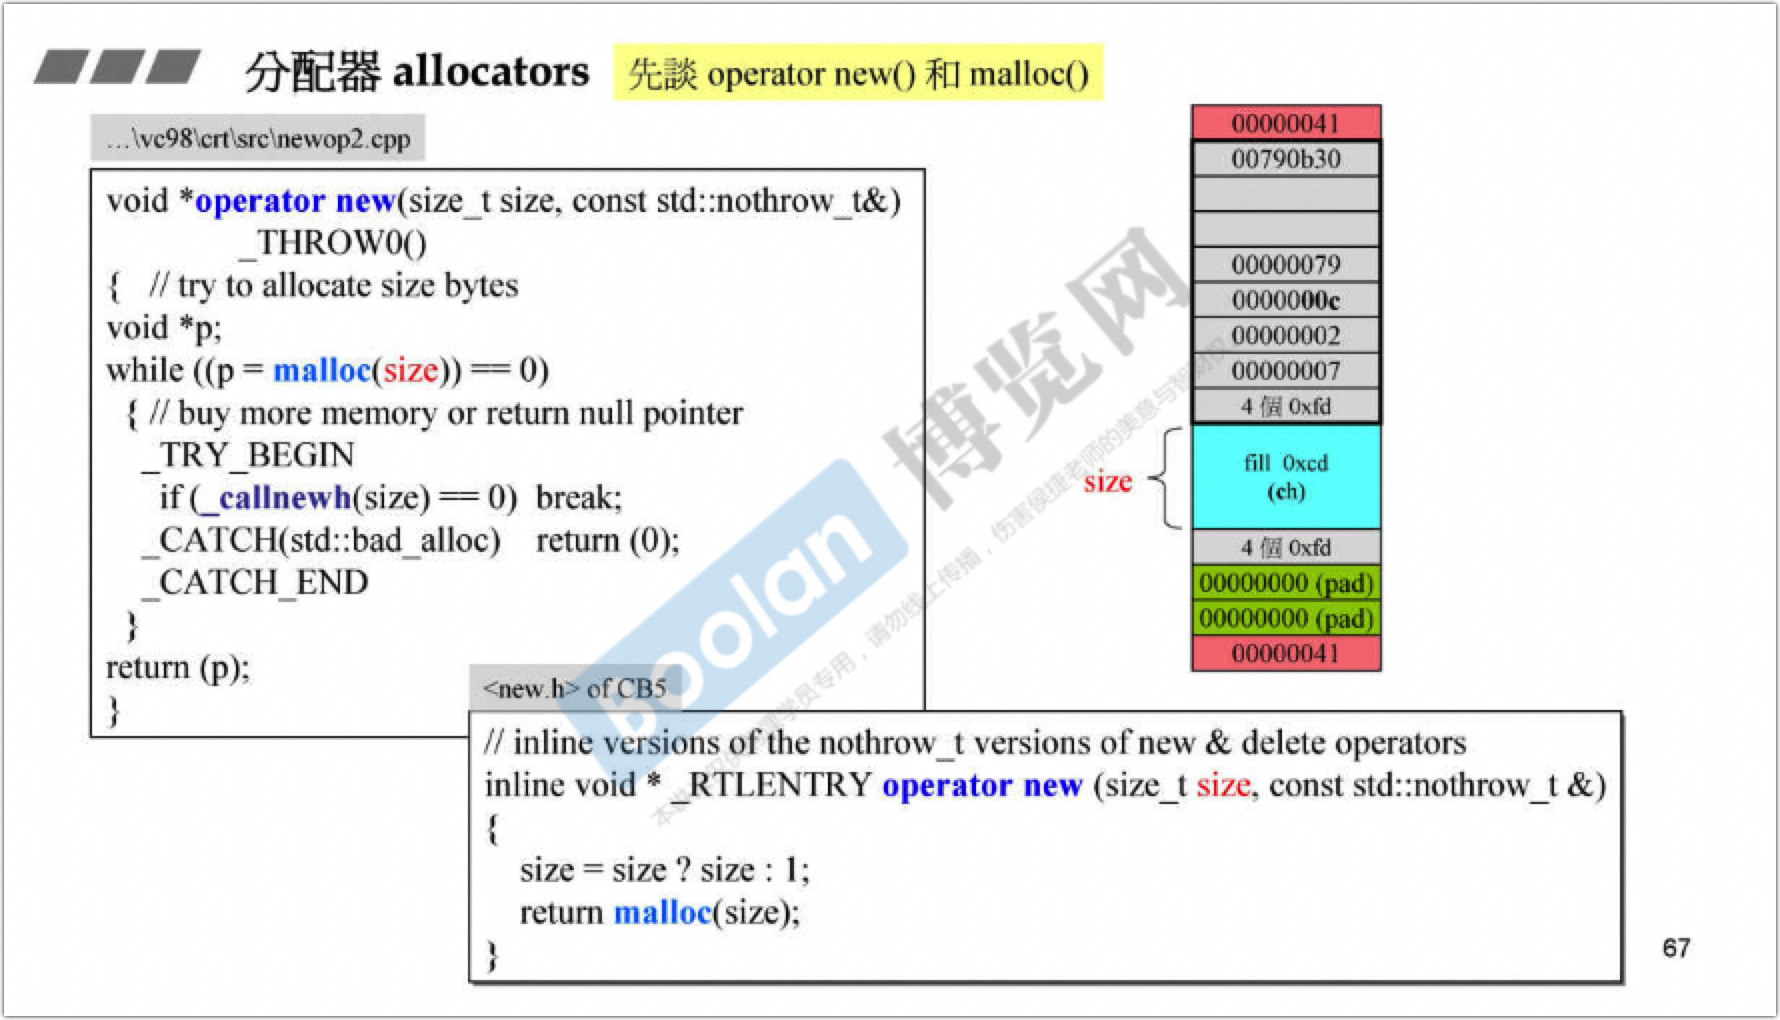 分配器 allocators
先談 operator new() 和 malloc()
...\vc98\crt\src\newop2.cpp
void *operator new(size_t size, const std::nothrow_t&)
_THROW0()
{ // try to allocate size bytes
void *p;
while ((p = malloc(size)) == 0)
{ // buy more memory or return null pointer
_TRY_BEGIN
if (_callnewh(size) == 0) break;
_CATCH(std::bad_alloc) return (0);
_CATCH_END
}
return (p);
}
<new.h> of CB5
// inline versions of the nothrow_t versions of new & delete operators
inline void * _RTLENTRY operator new (size_t size, const std::nothrow_t &)
{
size = size ? size : 1;
return malloc(size);
}
00000041
00790b30
00000079
0000000c
00000002
00000007
4 個 0xfd
size
fill 0xcd
(ch)
4 個 0xfd
00000000 (pad)
00000000 (pad)
00000041
boolan
博览网
67